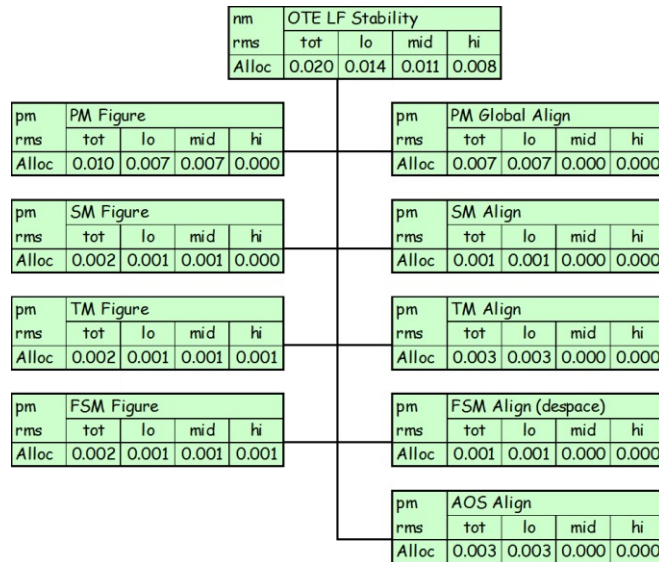 nm OTE LF Stability
rms tot lo mid hi
Alloc 0.020 0.014 0.011 0.008
pm PM Figure
rms tot lo mid hi
Alloc 0.010 0.007 0.007 0.000
pm PM Global Align
rms tot lo mid hi
Alloc 0.007 0.007 0.000 0.000
pm SM Figure
rms tot lo mid hi
Alloc 0.002 0.001 0.001 0.000
pm SM Align
rms tot lo mid hi
Alloc 0.001 0.001 0.000 0.000
pm TM Figure
rms tot lo mid hi
Alloc 0.002 0.001 0.001 0.001
pm TM Align
rms tot lo mid hi
Alloc 0.003 0.003 0.000 0.000
pm FSM Figure
rms tot lo mid hi
Alloc 0.002 0.001 0.001 0.001
pm FSM Align (despace)
rms tot lo mid hi
Alloc 0.001 0.001 0.000 0.000
pm AOS Align
rms tot lo mid hi
Alloc 0.003 0.003 0.000 0.000